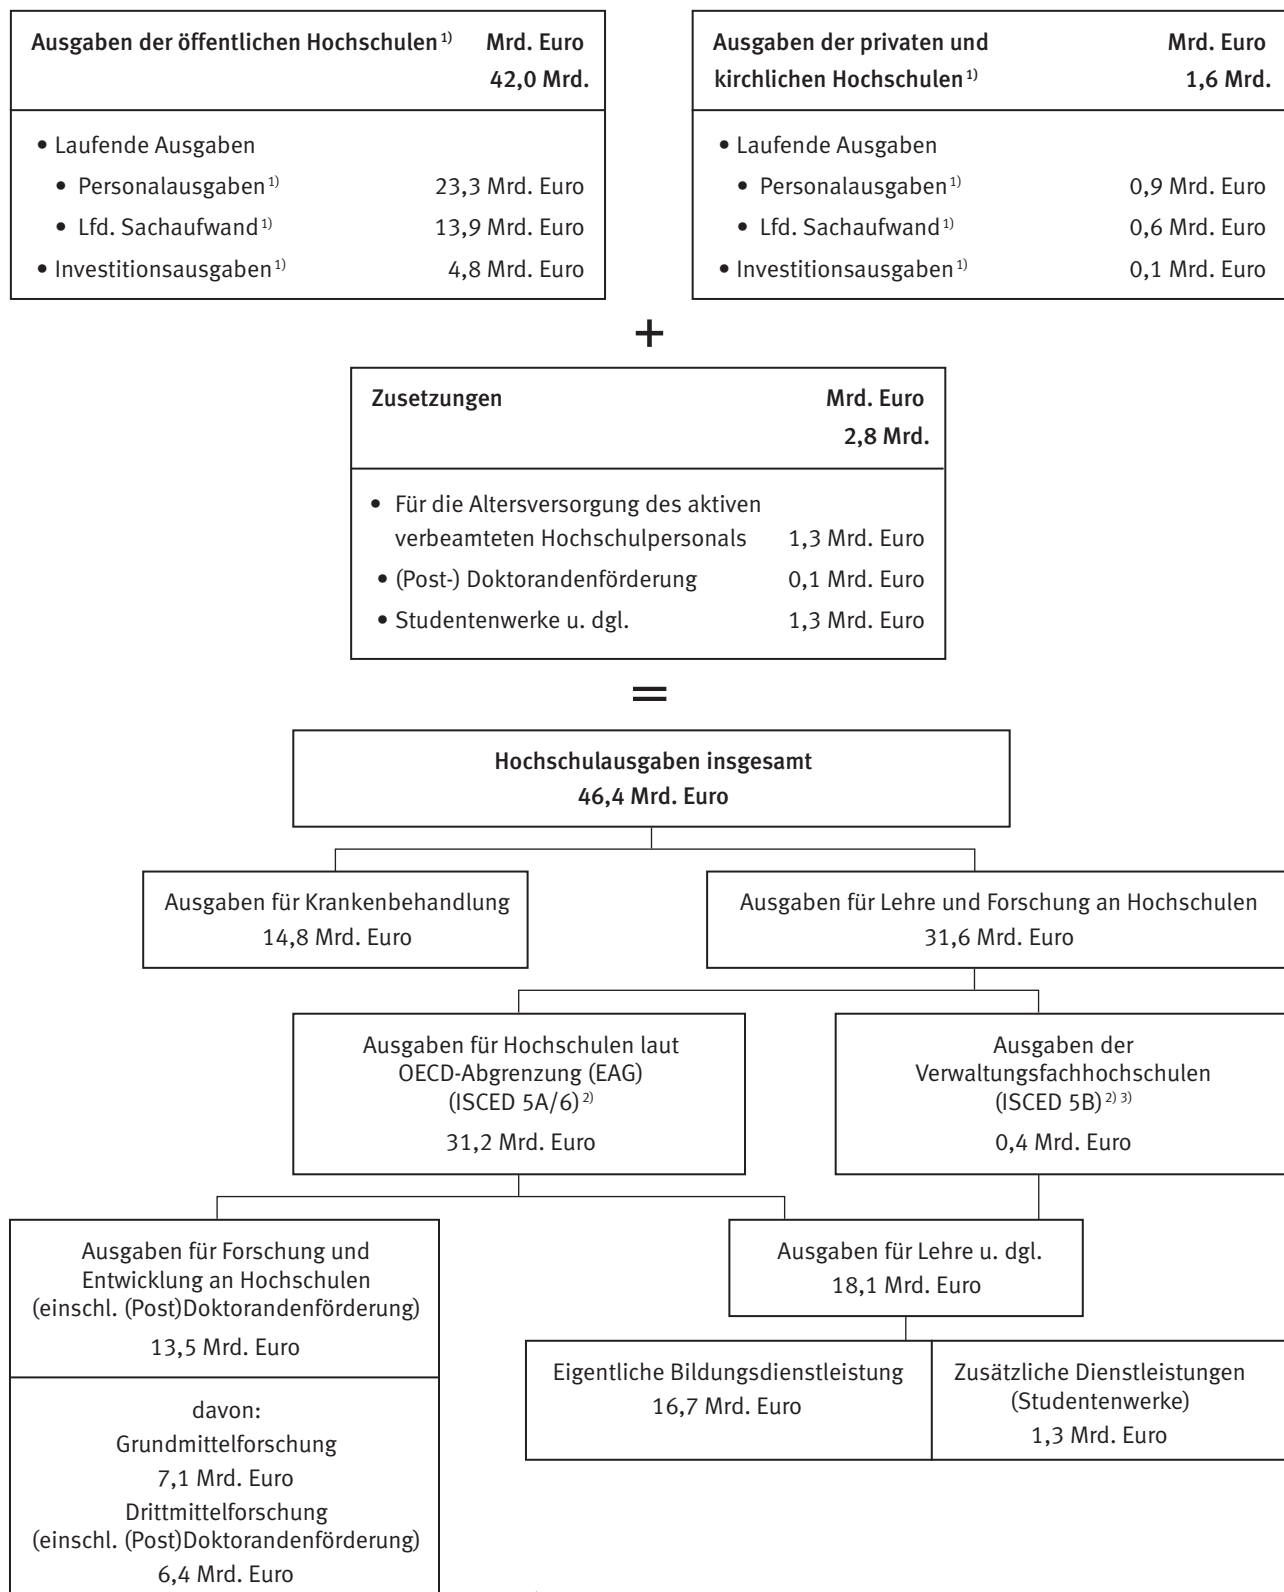 Ausgaben der öffentlichen Hochschulen 1) Mrd. Euro
42,0 Mrd.
• Laufende Ausgaben
• Personalausgaben 1) 23,3 Mrd. Euro
• Lfd. Sachaufwand 1) 13,9 Mrd. Euro
• Investitionsausgaben 1) 4,8 Mrd. Euro
Ausgaben der privaten und Mrd. Euro
kirchlichen Hochschulen 1) 1,6 Mrd.
• Laufende Ausgaben
• Personalausgaben 1) 0,9 Mrd. Euro
• Lfd. Sachaufwand 1) 0,6 Mrd. Euro
• Investitionsausgaben 1) 0,1 Mrd. Euro
+
Zusetzungen Mrd. Euro
2,8 Mrd.
• Für die Altersversorgung des aktiven
verbeamteten Hochschulpersonals 1,3 Mrd. Euro
• (Post-) Doktorandenförderung 0,1 Mrd. Euro
• Studentenwerke u. dgl. 1,3 Mrd. Euro
=
Hochschulausgaben insgesamt
46,4 Mrd. Euro
Ausgaben für Krankenbehandlung
14,8 Mrd. Euro
Ausgaben für Lehre und Forschung an Hochschulen
31,6 Mrd. Euro
Ausgaben für Hochschulen laut
OECD-Abgrenzung (EAG)
(ISCED 5A/6) 2)
31,2 Mrd. Euro
Ausgaben der
Verwaltungsfachhochschulen
(ISCED 5B) 2) 3)
0,4 Mrd. Euro
Ausgaben für Forschung und
Entwicklung an Hochschulen
(einschl. (Post)Doktorandenförderung)
13,5 Mrd. Euro
davon:
Grundmittelforschung
7,1 Mrd. Euro
Drittmittelforschung
(einschl. (Post)Doktorandenförderung)
6,4 Mrd. Euro
Ausgaben für Lehre u. dgl.
18,1 Mrd. Euro
Eigentliche Bildungsdienstleistung
16,7 Mrd. Euro
Zusätzliche Dienstleistungen
(Studentenwerke)
1,3 Mrd. Euro